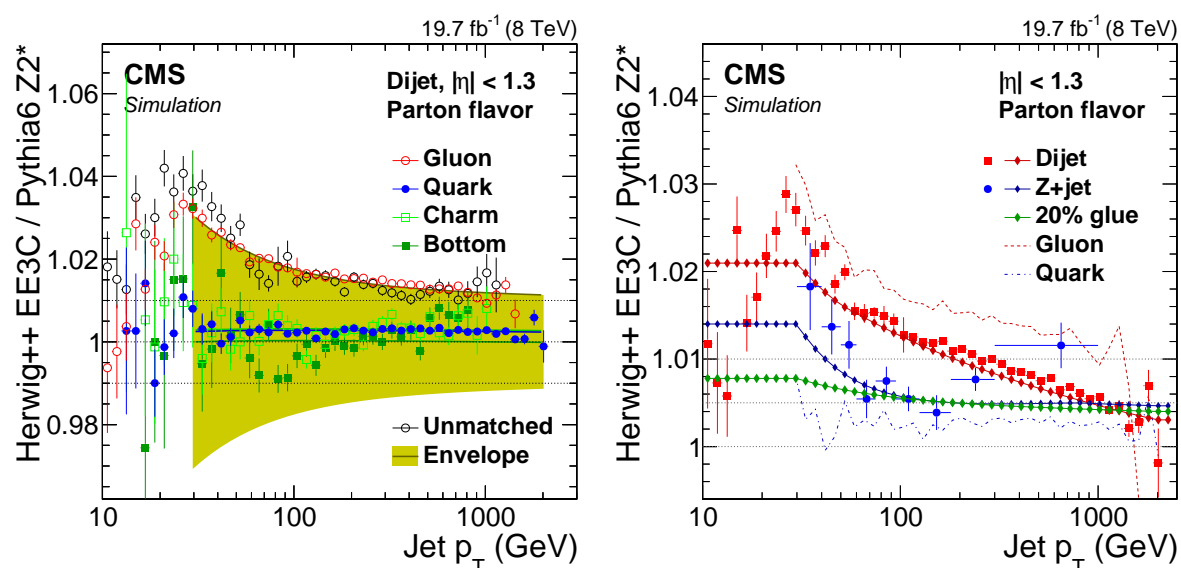 19.7 fb⁻¹ (8 TeV)
Herwig++ EE3C / Pythia6 Z2*
1.06
1.04
1.02
1
0.98
CMS
Simulation
Dijet, |η| < 1.3
Parton flavor
Gluon
Quark
Charm
Bottom
Unmatched
Envelope
10
100
1000
Jet p_T (GeV)
19.7 fb⁻¹ (8 TeV)
Herwig++ EE3C / Pythia6 Z2*
1.04
1.03
1.02
1.01
1
CMS
Simulation
|η| < 1.3
Parton flavor
Dijet
Z+jet
20% glue
Gluon
Quark
10
100
1000
Jet p_T (GeV)